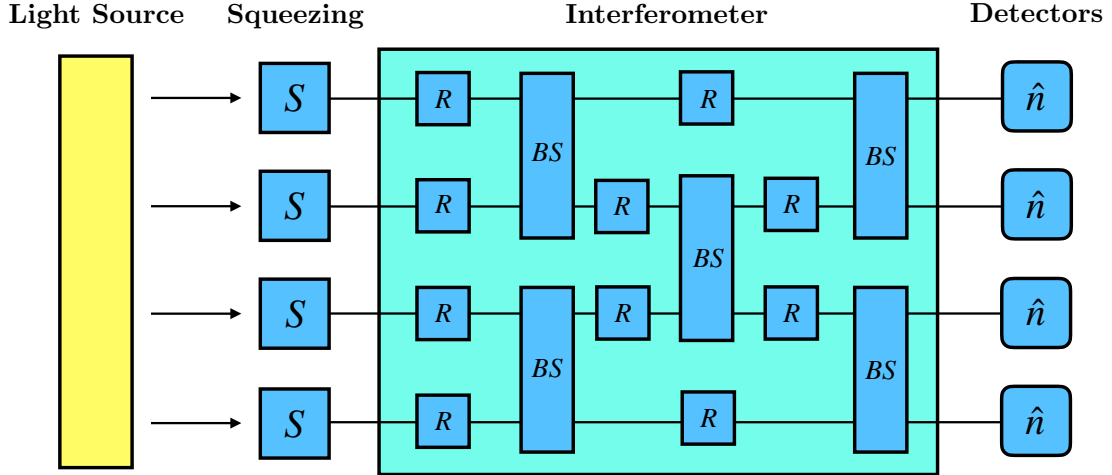 Light Source Squeezing Interferometer Detectors
S R R n̂
BS BS
S R R R n̂
BS
S R R R n̂
BS BS
S R R n̂